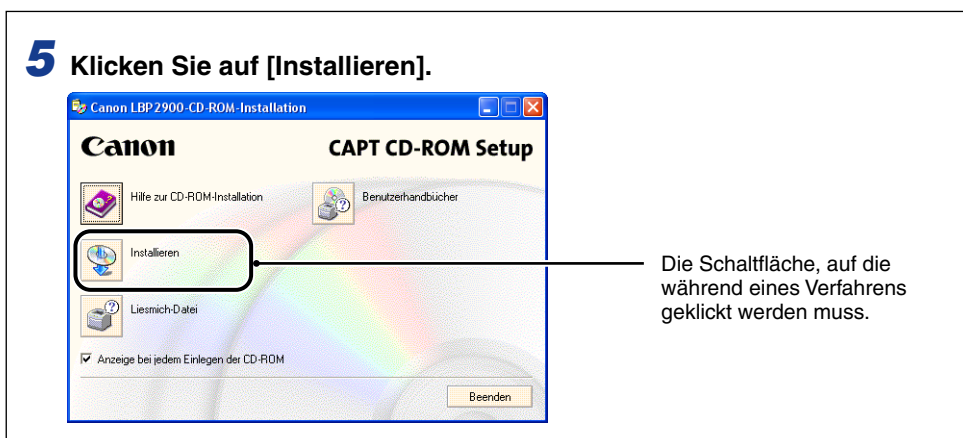 5 Klicken Sie auf [Installieren].
Canon LBP2900-CD-ROM-Installation
Canon CAPT CD-ROM Setup
Hilfe zur CD-ROM-Installation Benutzerhandbücher
Installieren
Liesmich-Datei
Anzeige bei jedem Einlegen der CD-ROM
Beenden
Die Schaltfläche, auf die
während eines Verfahrens
geklickt werden muss.